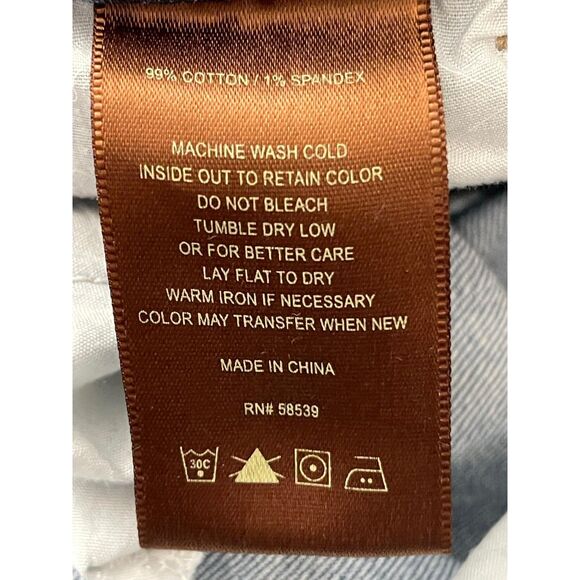 99% COTTON / 1% SPANDEX
MACHINE WASH COLD
INSIDE OUT TO RETAIN COLOR
DO NOT BLEACH
TUMBLE DRY LOW
OR FOR BETTER CARE
LAY FLAT TO DRY
WARM IRON IF NECESSARY
COLOR MAY TRANSFER WHEN NEW
MADE IN CHINA
RN# 58539
30C